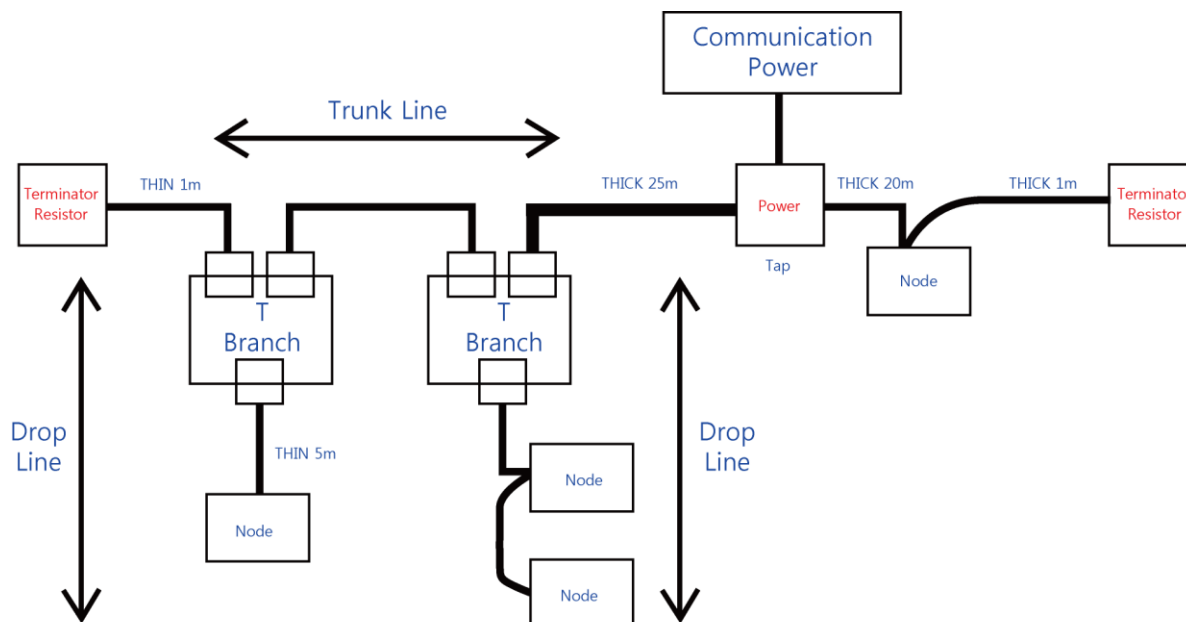 Communication
Power
Trunk Line
THIN 1m
THICK 25m
THICK 20m
THICK 1m
Terminator
Resistor
Power
Terminator
Resistor
Tap
Node
T
Branch
T
Branch
Drop
Line
THIN 5m
Drop
Line
Node
Node
Node